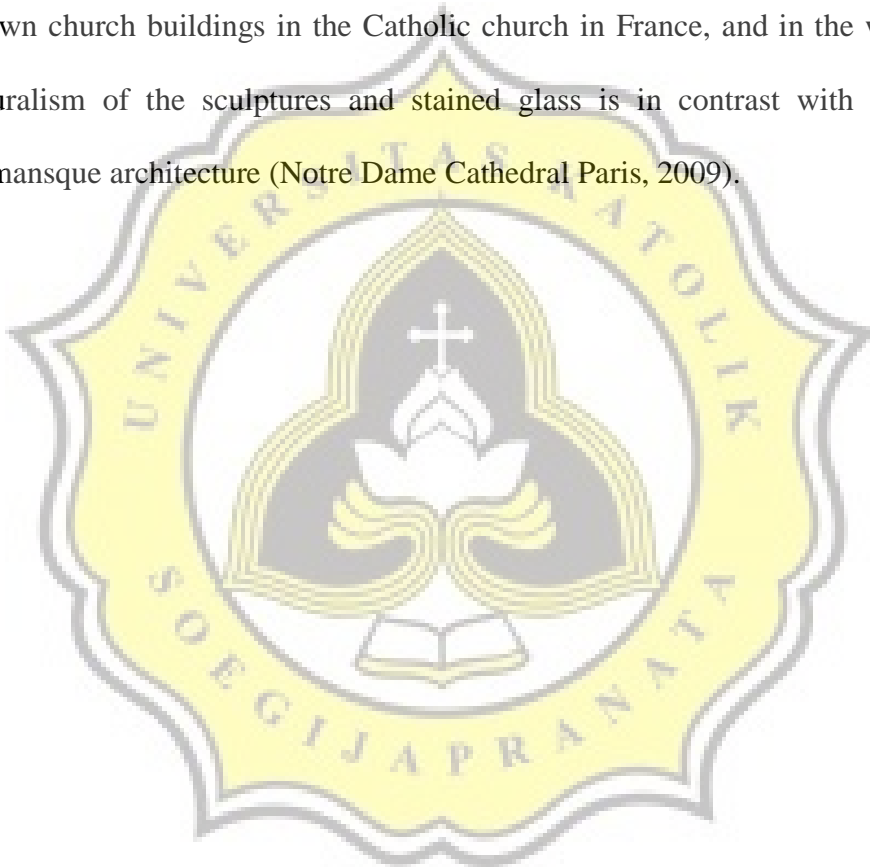 wn church buildings in the Catholic church in France, and in the w
uralism of the sculptures and stained glass is in contrast with
mansque architecture (Notre Dame Cathedral Paris, 2009).
UNIVERSITAS KATOLIK
SOEGIJAPRANATA